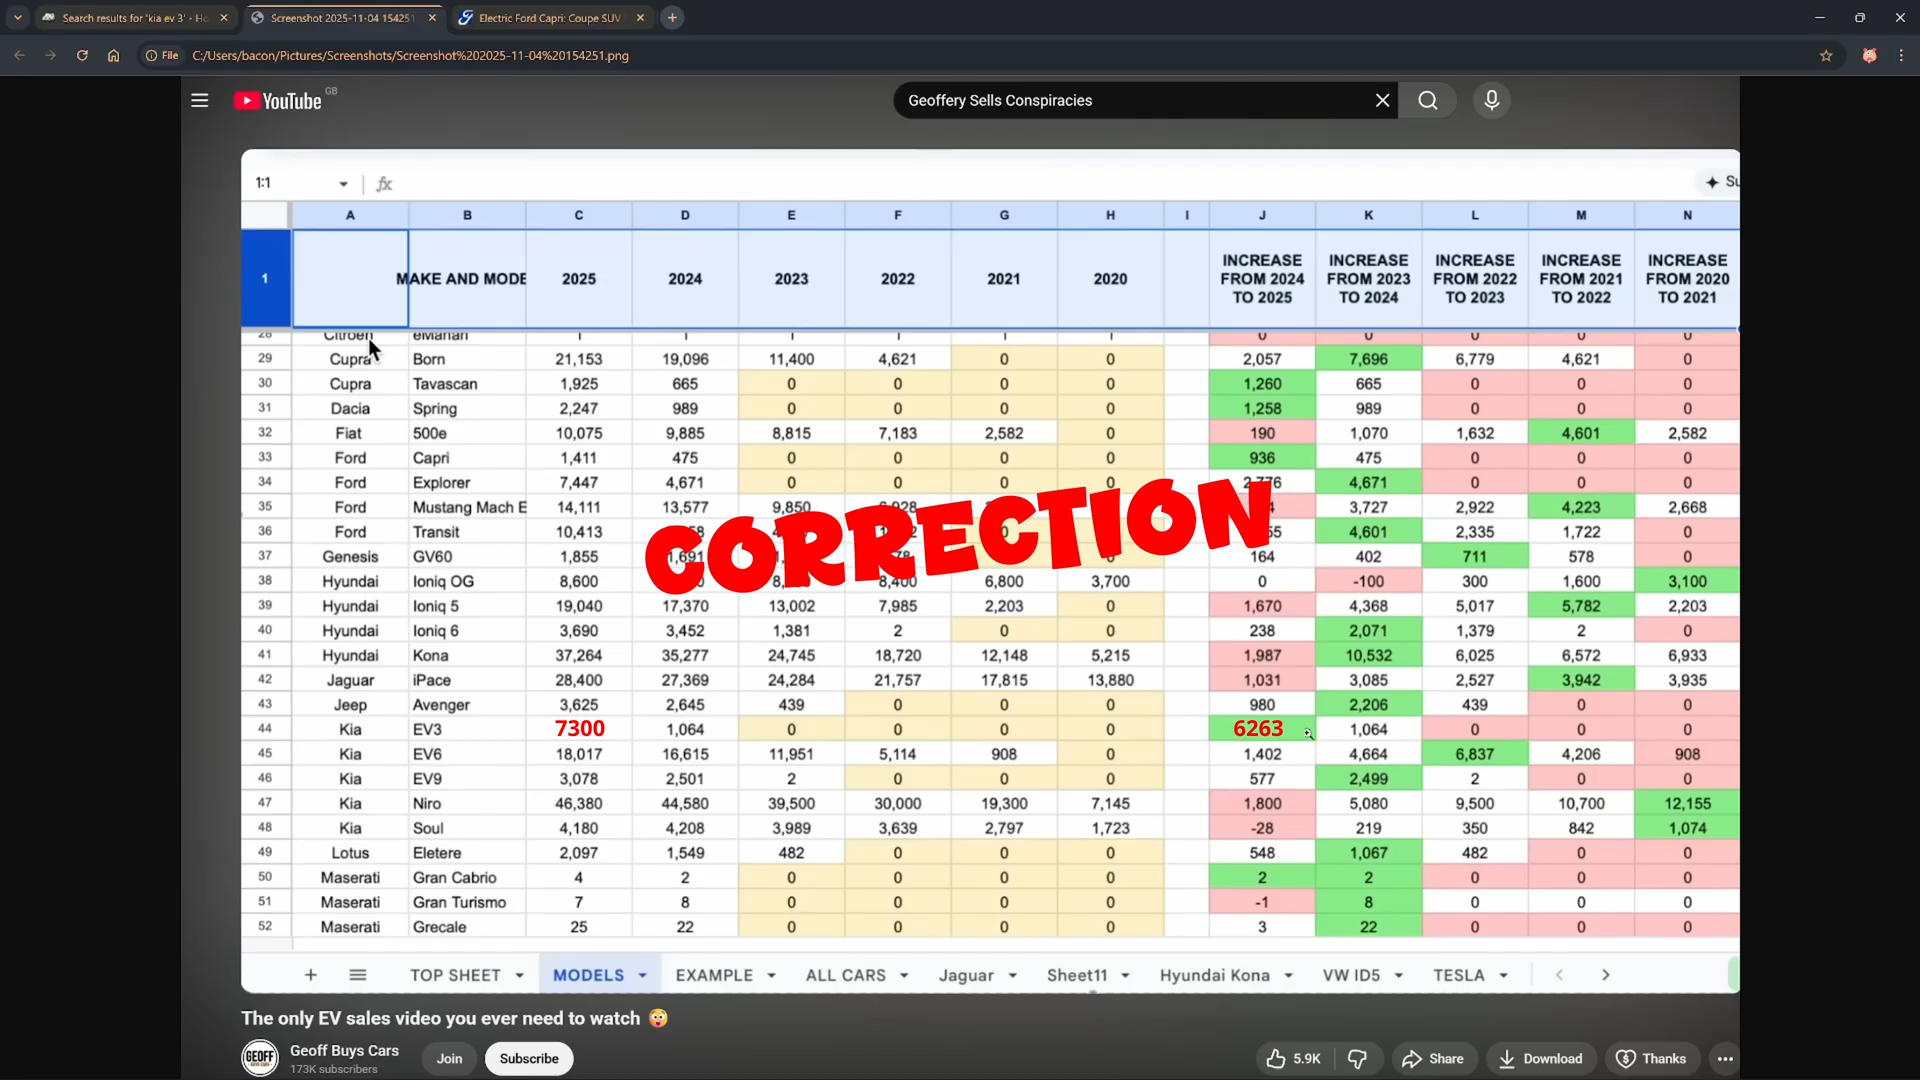 Search results for 'kia ev 3' - Ho
Screenshot 2025-11-04 154251
Electric Ford Capri: Coupe SUV
File C:/Users/bacon/Pictures/Screenshots/Screenshot%202025-11-04%20154251.png
YouTube GB
Geoffery Sells Conspiracies
1:1 fx Su
A B C D E F G H I J K L M N
1 MAKE AND MODE 2025 2024 2023 2022 2021 2020 INCREASE FROM 2024 TO 2025 INCREASE FROM 2023 TO 2024 INCREASE FROM 2022 TO 2023 INCREASE FROM 2021 TO 2022 INCREASE FROM 2020 TO 2021
28 Citroen 1 1 1 1 1 1 0 0 0 0 0
29 Cupra Born 21,153 19,096 11,400 4,621 0 0 2,057 7,696 6,779 4,621 0
30 Cupra Tavascan 1,925 665 0 0 0 0 1,260 665 0 0 0
31 Dacia Spring 2,247 989 0 0 0 0 1,258 989 0 0 0
32 Fiat 500e 10,075 9,885 8,815 7,183 2,582 0 190 1,070 1,632 4,601 2,582
33 Ford Capri 1,411 475 0 0 0 0 936 475 0 0 0
34 Ford Explorer 7,447 4,671 0 0 0 0 2,776 4,671 0 0 0
35 Ford Mustang Mach E 14,111 13,577 9,850 3,727 2,922 4,223 2,668
36 Ford Transit 10,413 4,601 2,335 1,722 0
37 Genesis GV60 1,855 1,691 164 402 711 578 0
38 Hyundai Ioniq OG 8,600 8,400 6,800 3,700 0 -100 300 1,600 3,100
39 Hyundai Ioniq 5 19,040 17,370 13,002 7,985 2,203 0 1,670 4,368 5,017 5,782 2,203
40 Hyundai Ioniq 6 3,690 3,452 1,381 2 0 0 238 2,071 1,379 2 0
41 Hyundai Kona 37,264 35,277 24,745 18,720 12,148 5,215 1,987 10,532 6,025 6,572 6,933
42 Jaguar iPace 28,400 27,369 24,284 21,757 17,815 13,880 1,031 3,085 2,527 3,942 3,935
43 Jeep Avenger 3,625 2,645 439 0 0 0 980 2,206 439 0 0
44 Kia EV3 7300 1,064 0 0 0 0 6263 1,064 0 0 0
45 Kia EV6 18,017 16,615 11,951 5,114 908 0 1,402 4,664 6,837 4,206 908
46 Kia EV9 3,078 2,501 2 0 0 0 577 2,499 2 0 0
47 Kia Niro 46,380 44,580 39,500 30,000 19,300 7,145 1,800 5,080 9,500 10,700 12,155
48 Kia Soul 4,180 4,208 3,989 3,639 2,797 1,723 -28 219 350 842 1,074
49 Lotus Eletere 2,097 1,549 482 0 0 0 548 1,067 482 0 0
50 Maserati Gran Cabrio 4 2 0 0 0 0 2 2 0 0 0
51 Maserati Gran Turismo 7 8 0 0 0 0 -1 8 0 0 0
52 Maserati Grecale 25 22 0 0 0 0 3 22 0 0 0
CORRECTION
TOP SHEET MODELS EXAMPLE ALL CARS Jaguar Sheet11 Hyundai Kona VW ID5 TESLA
The only EV sales video you ever need to watch 😳
GEOFF
Geoff Buys Cars
173K subscribers
Join Subscribe 5.9K Share Download Thanks